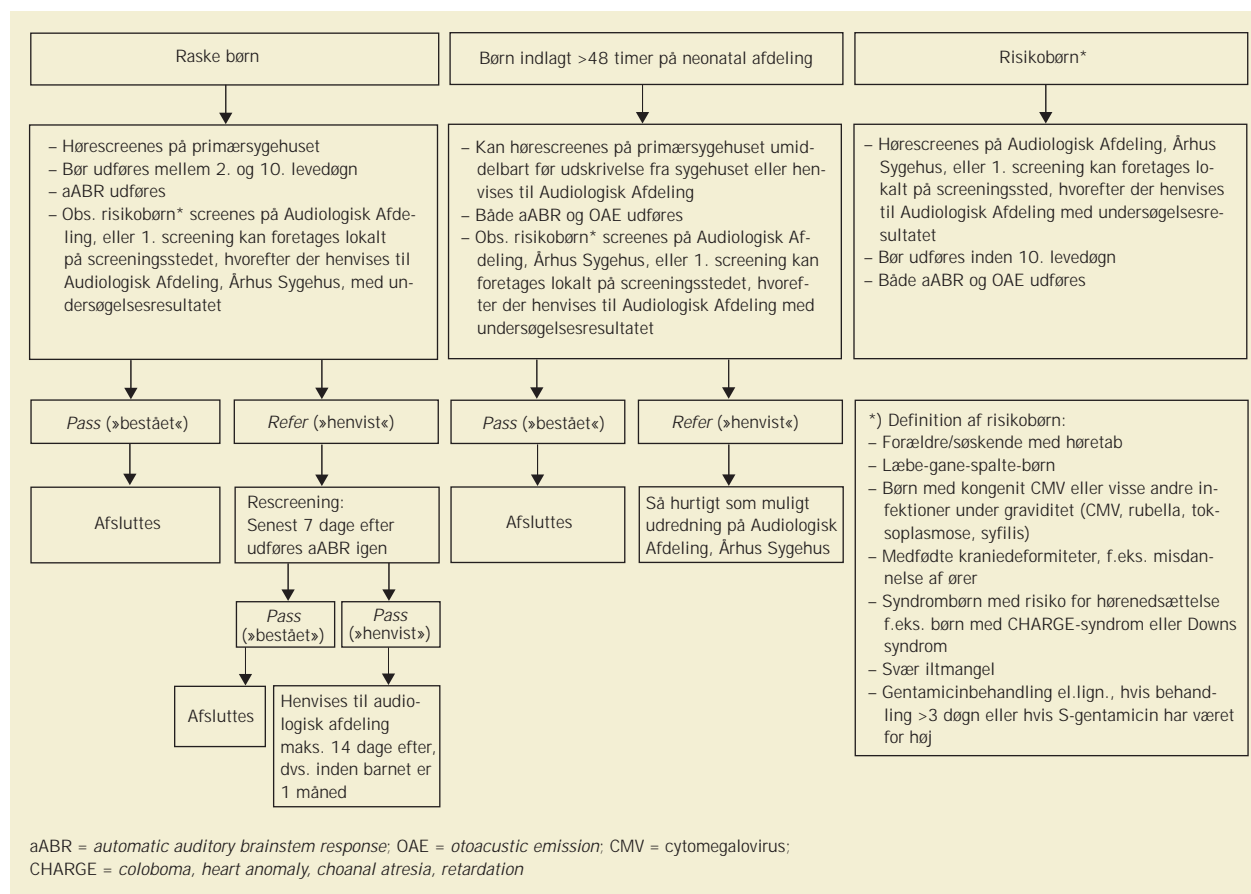 Raske børn
Børn indlagt >48 timer på neonatal afdeling
Risikobørn*
– Hørescreenes på primærsygehuset
– Bør udføres mellem 2. og 10. levedøgn
– aABR udføres
– Obs. risikobørn* screenes på Audiologisk Afde-
ling, eller 1. screening kan foretages lokalt
på screeningsstedet, hvorefter der henvises til
Audiologisk Afdeling, Århus Sygehus, med un-
dersøgelsesresultatet
– Kan hørescreenes på primærsygehuset umid-
delbart før udskrivelse fra sygehuset eller hen-
vises til Audiologisk Afdeling
– Både aABR og OAE udføres
– Obs. risikobørn* screenes på Audiologisk Af-
deling, Århus Sygehus, eller 1. screening kan
foretages lokalt på screeningsstedet, hvoref-
ter der henvises til Audiologisk Afdeling med
undersøgelsesresultatet
– Hørescreenes på Audiologisk Afdeling, Århus
Sygehus, eller 1. screening kan foretages lo-
kalt på screeningssted, hvorefter der henvises
til Audiologisk Afdeling med undersøgelsesre-
sultatet
– Bør udføres inden 10. levedøgn
– Både aABR og OAE udføres
Pass (»bestået«)
Refer (»henvist«)
Pass (»bestået«)
Refer (»henvist«)
Afsluttes
Rescreening:
Senest 7 dage efter
udføres aABR igen
Afsluttes
Så hurtigt som muligt
udredning på Audiologisk
Afdeling, Århus Sygehus
Pass
(»bestået»)
Pass
(»henvist»)
Afsluttes
Henvises til audio-
logisk afdeling
maks. 14 dage efter,
dvs. inden barnet er
1 måned
*) Definition af risikobørn:
– Forældre/søskende med høretab
– Læbe-gane-spalte-børn
– Børn med kongenit CMV eller visse andre in-
fektioner under graviditet (CMV, rubella, tok-
soplasmose, syfilis)
– Medfødte kraniedeformiteter, f.eks. misdan-
nelse af ører
– Syndrombørn med risiko for hørenedsættelse
f.eks. børn med CHARGE-syndrom eller Downs
syndrom
– Svær iltmangel
– Gentamicinbehandling el.lign., hvis behand-
ling >3 døgn eller hvis S-gentamicin har været
for høj
aABR = automatic auditory brainstem response; OAE = otoacustic emission; CMV = cytomegalovirus;
CHARGE = coloboma, heart anomaly, choanal atresia, retardation